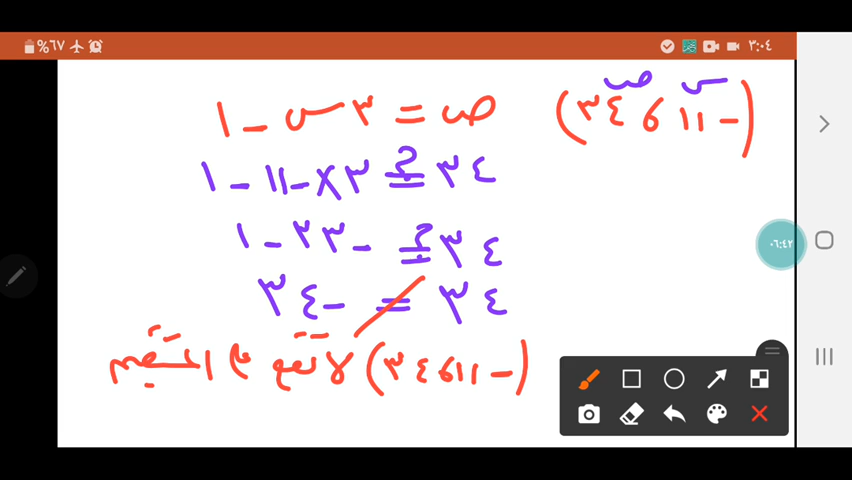 ٣:٠٤
%٦٧
س ص
(-١١ ، ٣٤)
ص = ٣س - ١
٣٤ ≟ ٣ × -١١ - ١
٣٤ ≟ -٣٣ - ١
٣٤ = -٣٤
(-١١ ، ٣٤) لا تقع المستقيم
٠٦:٤٢